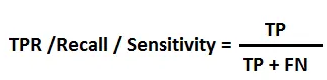 TPR /Recall / Sensitivity = TP
TP + FN